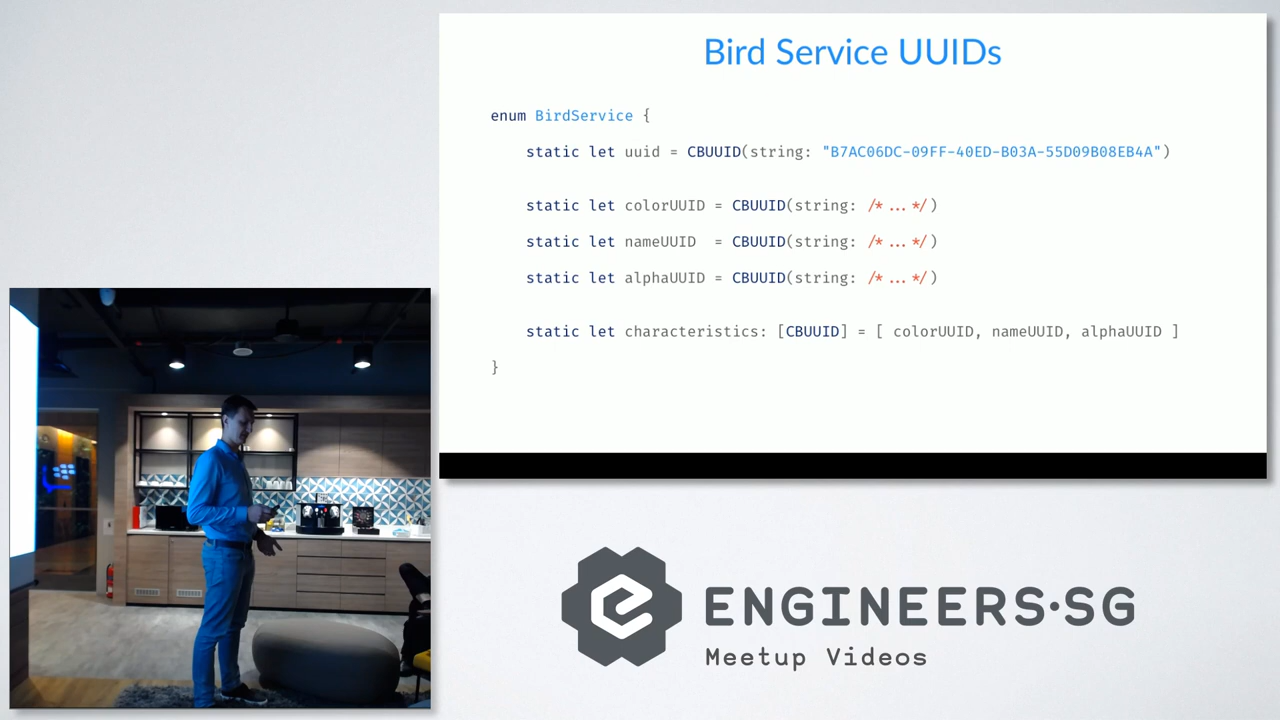 Bird Service UUIDs
enum BirdService {
static let uuid = CBUUID(string: "B7AC06DC-09FF-40ED-B03A-55D09B08EB4A")
static let colorUUID = CBUUID(string: /*...*/)
static let nameUUID  = CBUUID(string: /*...*/)
static let alphaUUID = CBUUID(string: /*...*/)
static let characteristics: [CBUUID] = [ colorUUID, nameUUID, alphaUUID ]
}
ENGINEERS·SG
Meetup Videos